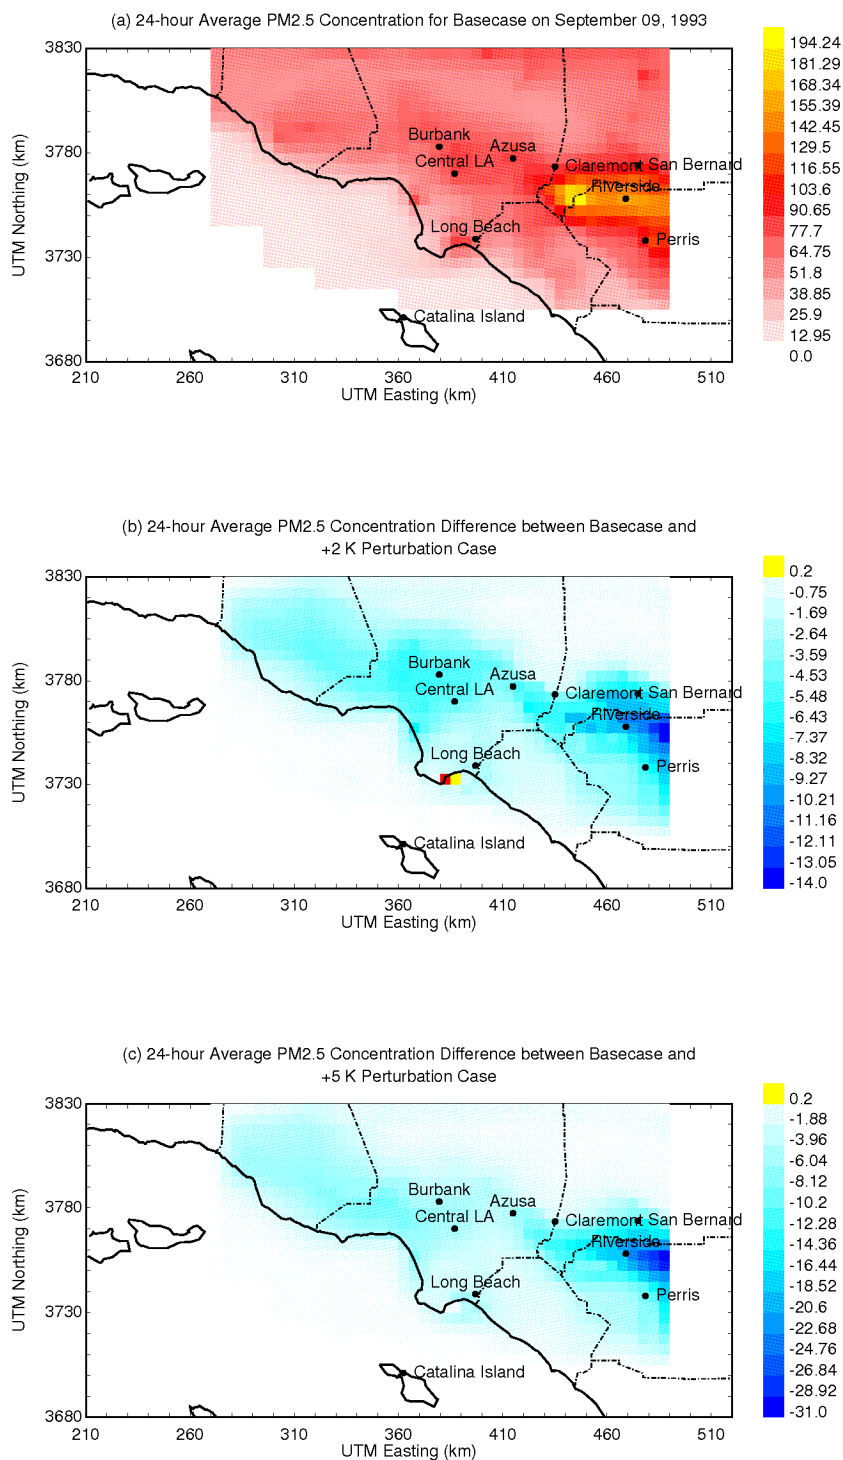 (a) 24-hour Average PM2.5 Concentration for Basecase on September 09, 1993
3830
3780
3730
3680
UTM Northing (km)
Burbank
Azusa
Central LA
Claremont
San Bernard
Riverside
Long Beach
Perris
Catalina Island
210
260
310
360
410
460
510
UTM Easting (km)
194.24
181.29
168.34
155.39
142.45
129.5
116.55
103.6
90.65
77.7
64.75
51.8
38.85
25.9
12.95
0.0
(b) 24-hour Average PM2.5 Concentration Difference between Basecase and
+2 K Perturbation Case
3830
3780
3730
3680
UTM Northing (km)
Burbank
Azusa
Central LA
Claremont
San Bernard
Riverside
Long Beach
Perris
Catalina Island
210
260
310
360
410
460
510
UTM Easting (km)
0.2
-0.75
-1.69
-2.64
-3.59
-4.53
-5.48
-6.43
-7.37
-8.32
-9.27
-10.21
-11.16
-12.11
-13.05
-14.0
(c) 24-hour Average PM2.5 Concentration Difference between Basecase and
+5 K Perturbation Case
3830
3780
3730
3680
UTM Northing (km)
Burbank
Azusa
Central LA
Claremont
San Bernard
Riverside
Long Beach
Perris
Catalina Island
210
260
310
360
410
460
510
UTM Easting (km)
0.2
-1.88
-3.96
-6.04
-8.12
-10.2
-12.28
-14.36
-16.44
-18.52
-20.6
-22.68
-24.76
-26.84
-28.92
-31.0